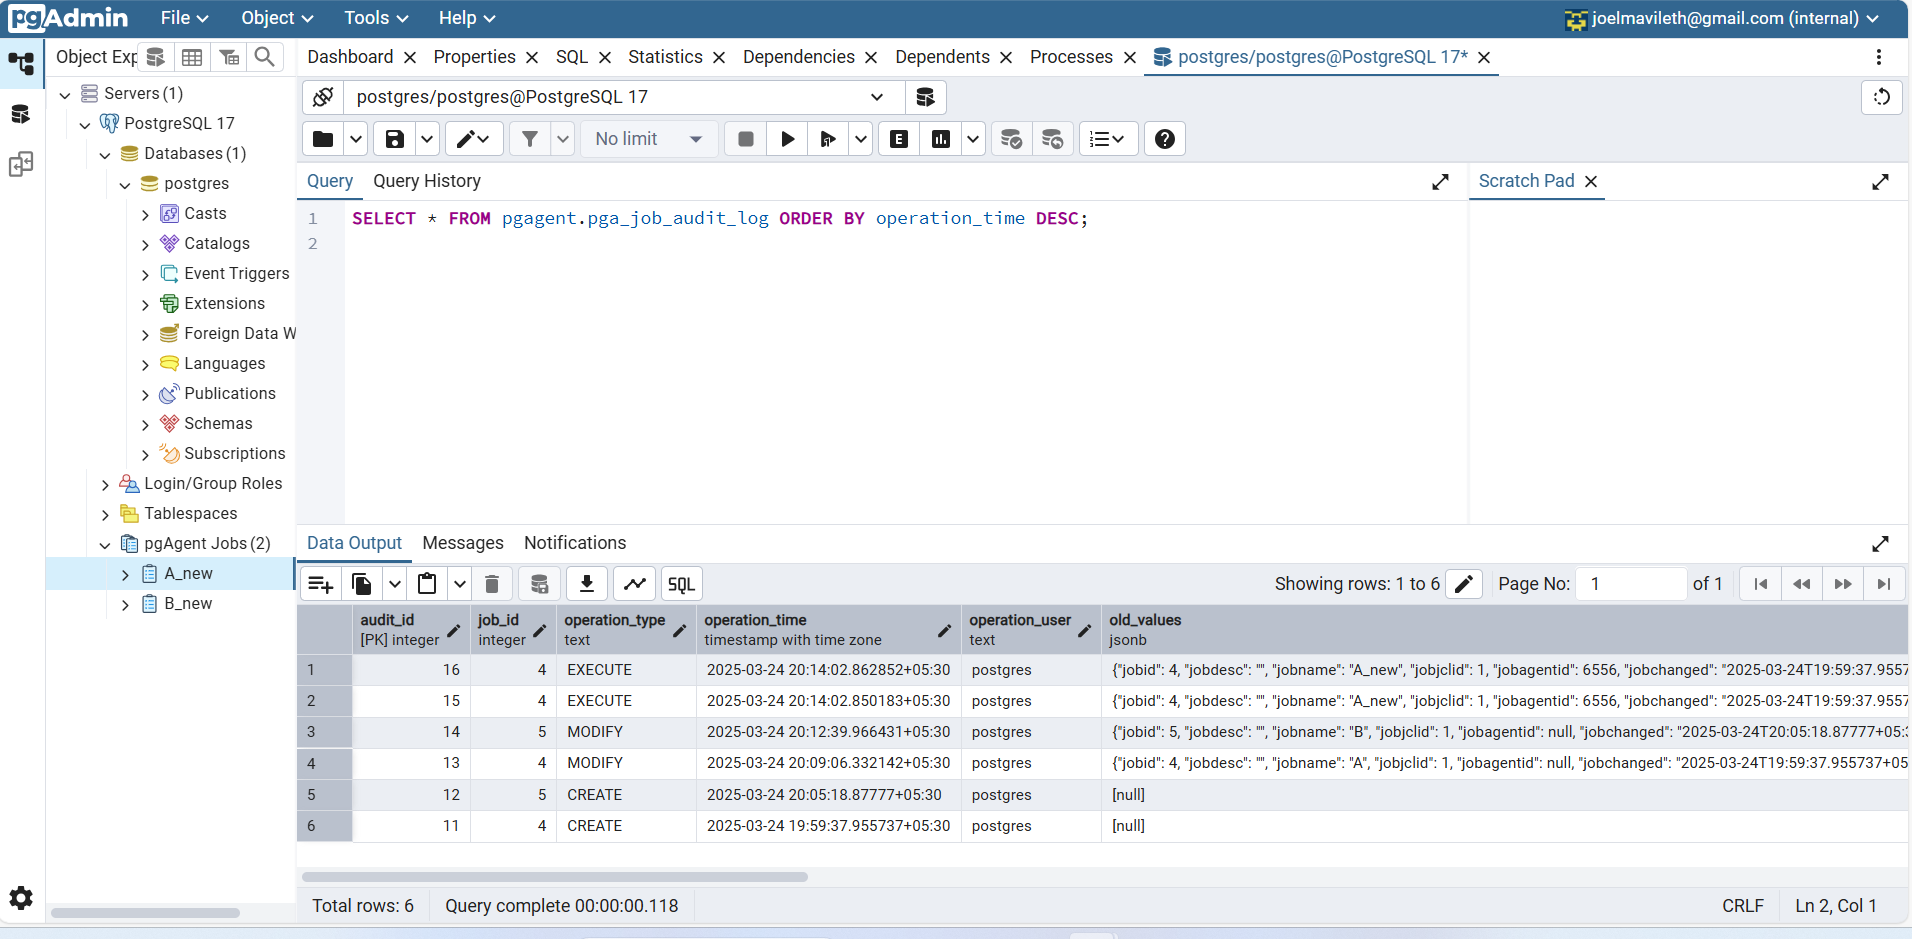 pgAdmin File Object Tools Help joelmavileth@gmail.com (internal)
Object Exp
Dashboard Properties SQL Statistics Dependencies Dependents Processes postgres/postgres@PostgreSQL 17*
Servers (1)
PostgreSQL 17
Databases (1)
postgres
Casts
Catalogs
Event Triggers
Extensions
Foreign Data W
Languages
Publications
Schemas
Subscriptions
Login/Group Roles
Tablespaces
pgAgent Jobs (2)
A_new
B_new
postgres/postgres@PostgreSQL 17
No limit E
Query Query History Scratch Pad
1 SELECT * FROM pgagent.pga_job_audit_log ORDER BY operation_time DESC;
2
Data Output Messages Notifications
SQL Showing rows: 1 to 6 Page No: 1 of 1
audit_id job_id operation_type operation_time operation_user old_values
[PK] integer integer text timestamp with time zone text jsonb
1 16 4 EXECUTE 2025-03-24 20:14:02.862852+05:30 postgres {"jobid": 4, "jobdesc": "", "jobname": "A_new", "jobjclid": 1, "jobagentid": 6556, "jobchanged": "2025-03-24T19:59:37.9557
2 15 4 EXECUTE 2025-03-24 20:14:02.850183+05:30 postgres {"jobid": 4, "jobdesc": "", "jobname": "A_new", "jobjclid": 1, "jobagentid": 6556, "jobchanged": "2025-03-24T19:59:37.9557
3 14 5 MODIFY 2025-03-24 20:12:39.966431+05:30 postgres {"jobid": 5, "jobdesc": "", "jobname": "B", "jobjclid": 1, "jobagentid": null, "jobchanged": "2025-03-24T20:05:18.87777+05:3
4 13 4 MODIFY 2025-03-24 20:09:06.332142+05:30 postgres {"jobid": 4, "jobdesc": "", "jobname": "A", "jobjclid": 1, "jobagentid": null, "jobchanged": "2025-03-24T19:59:37.955737+05
5 12 5 CREATE 2025-03-24 20:05:18.87777+05:30 postgres [null]
6 11 4 CREATE 2025-03-24 19:59:37.955737+05:30 postgres [null]
Total rows: 6 Query complete 00:00:00.118 CRLF Ln 2, Col 1